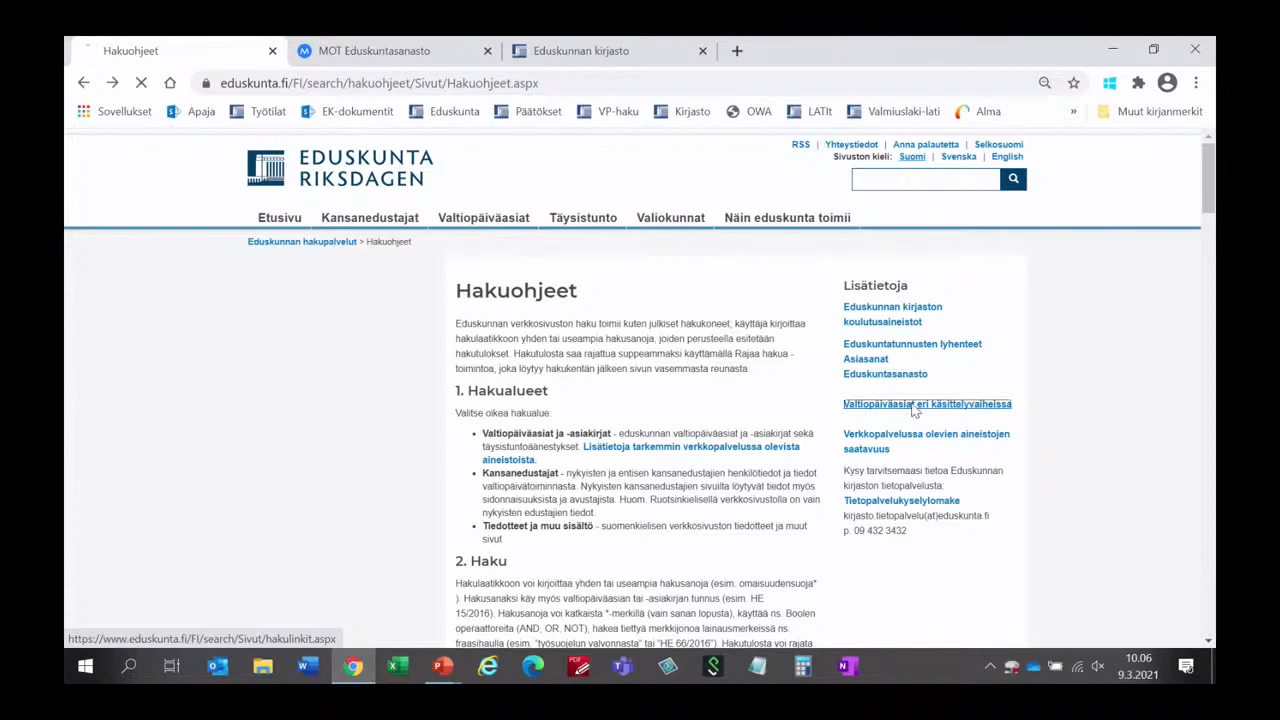 Hakuohjeet
MOT Eduskuntasanasto
Eduskunnan kirjasto
eduskunta.fi/FI/search/hakuohjeet/Sivut/Hakuohjeet.aspx
Sovellukset Apaja Työtilat EK-dokumentit Eduskunta Päätökset VP-haku Kirjasto OWA LATIt Valmiuslaki-lati Alma » Muut kirjanmerkit
EDUSKUNTA
RIKSDAGEN
RSS | Yhteystiedot | Anna palautetta | Selkosuomi
Sivuston kieli: Suomi | Svenska | English
Etusivu Kansanedustajat Valtiopäiväasiat Täysistunto Valiokunnat Näin eduskunta toimii
Eduskunnan hakupalvelut > Hakuohjeet
Hakuohjeet
Eduskunnan verkkosivuston haku toimii kuten julkiset hakukoneet; käyttäjä kirjoittaa
hakulaatikkoon yhden tai useampia hakusanoja, joiden perusteella esitetään
hakutulokset. Hakutulosta saa rajattua suppeammaksi käyttämällä Rajaa hakua -
toimintoa, joka löytyy hakukentän jälkeen sivun vasemmasta reunasta.
1. Hakualueet
Valitse oikea hakualue:
• Valtiopäiväasiat ja -asiakirjat - eduskunnan valtiopäiväasiat ja -asiakirjat sekä
täysistuntoäänestykset. Lisätietoja tarkemmin verkkopalvelussa olevista
aineistoista.
• Kansanedustajat - nykyisten ja entisten kansanedustajien henkilötiedot ja tiedot
valtiopäivätoiminnasta. Nykyisten kansanedustajien sivuilta löytyvät tiedot myös
sidonnaisuuksista ja avustajista. Huom. Ruotsinkielisellä verkkosivustolla on vain
nykyisten edustajien tiedot.
• Tiedotteet ja muu sisältö - suomenkielisen verkkosivuston tiedotteet ja muut
sivut
2. Haku
Hakulaatikkoon voi kirjoittaa yhden tai useampia hakusanoja (esim. omaisuudensuoja*
). Hakusanaksi käy myös valtiopäiväasian tai -asiakirjan tunnus (esim. HE
15/2016). Hakusanoja voi katkaista *-merkillä (vain sanan lopusta), käyttää ns. Boolen
operaattoreita (AND, OR, NOT), hakea tiettyä merkkijonoa lainausmerkeissä ns.
fraasihaulla (esim. "työsuojelun valvonnasta" tai "HE 66/2016"). Hakutulosta voi rajata
Lisätietoja
Eduskunnan kirjaston
koulutusaineistot
Eduskuntatunnusten lyhenteet
Asiasanat
Eduskuntasanasto
Valtiopäiväasiat eri käsittelyvaiheissa
Verkkopalvelussa olevien aineistojen
saatavuus
Kysy tarvitsemaasi tietoa Eduskunnan
kirjaston tietopalvelusta:
Tietopalvelukyselylomake
kirjasto.tietopalvelu(at)eduskunta.fi
p. 09 432 3432
https://www.eduskunta.fi/FI/search/Sivut/hakulinkit.aspx
10.06
9.3.2021